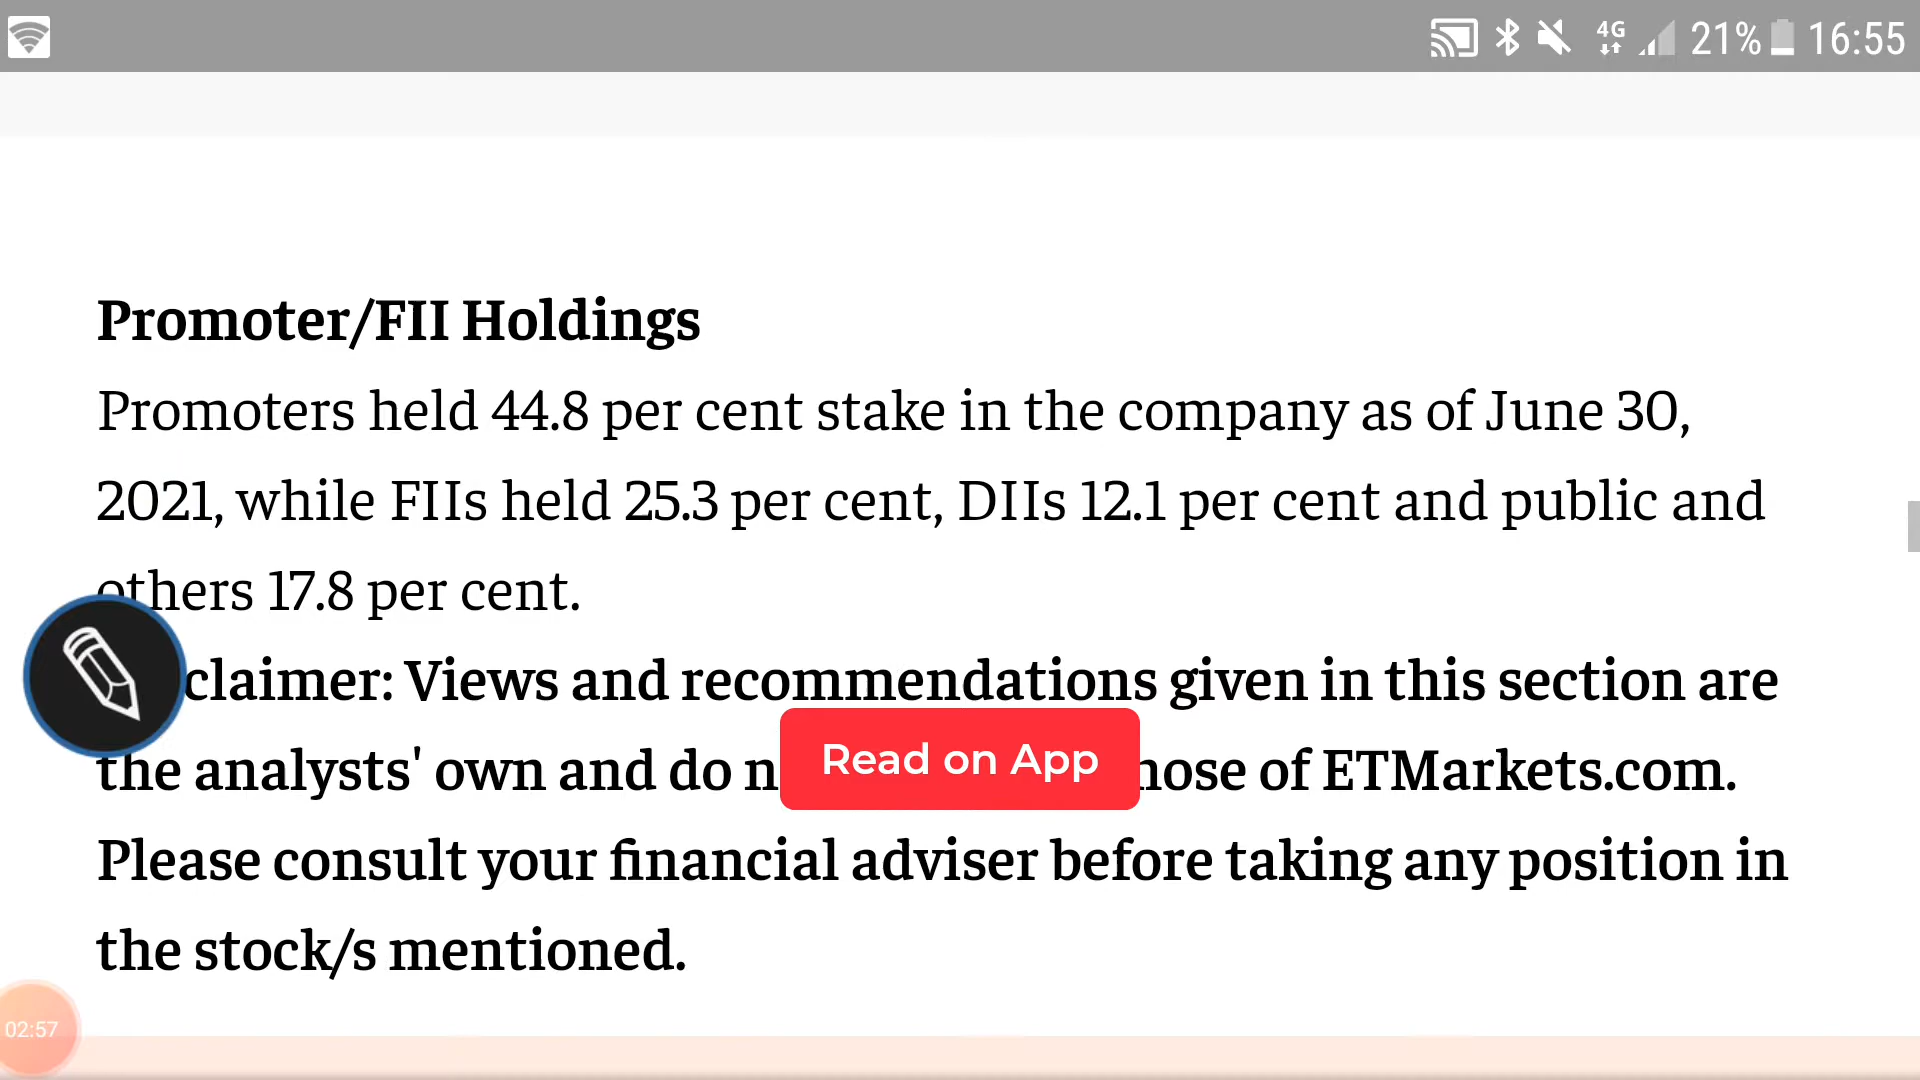 4G 21% 16:55
Promoter/FII Holdings
Promoters held 44.8 per cent stake in the company as of June 30,
2021, while FIIs held 25.3 per cent, DIIs 12.1 per cent and public and
others 17.8 per cent.
claimer: Views and recommendations given in this section are
the analysts' own and do n
Read on App
hose of ETMarkets.com.
Please consult your financial adviser before taking any position in
the stock/s mentioned.
02:57